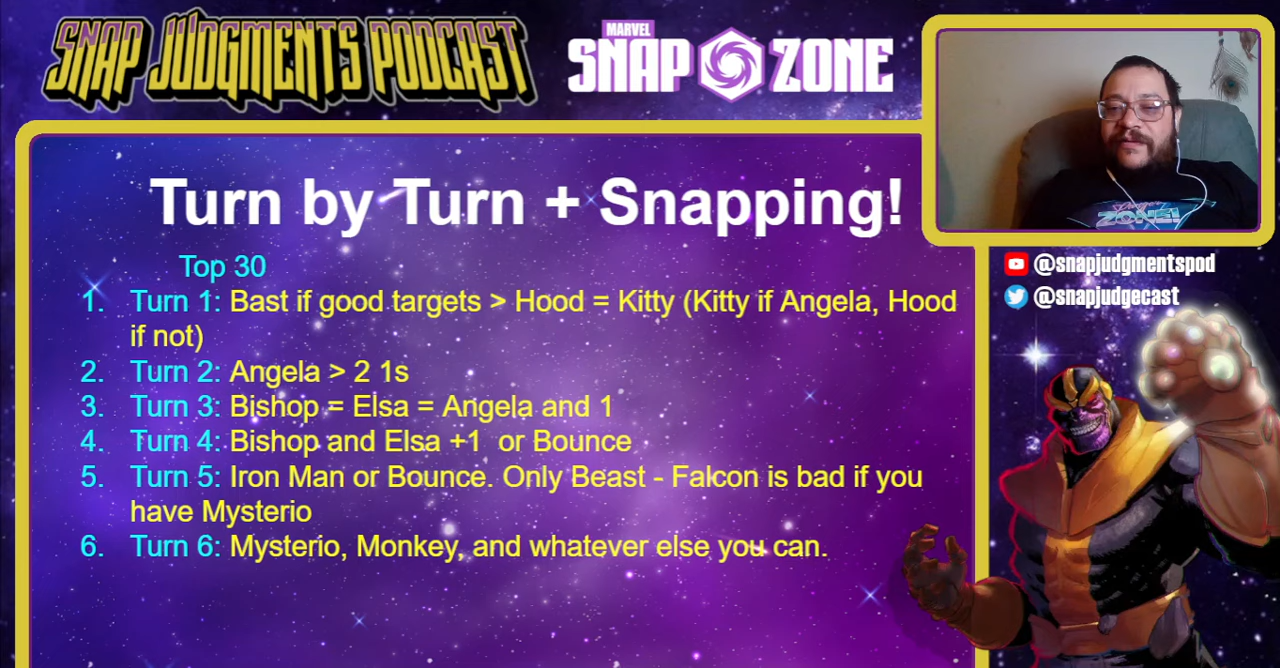 SNAP JUDGMENTS PODCAST
MARVEL
SNAP ZONE
Turn by Turn + Snapping!
Top 30
1. Turn 1: Bast if good targets > Hood = Kitty (Kitty if Angela, Hood
if not)
2. Turn 2: Angela > 2 1s
3. Turn 3: Bishop = Elsa = Angela and 1
4. Turn 4: Bishop and Elsa +1 or Bounce
5. Turn 5: Iron Man or Bounce. Only Beast - Falcon is bad if you
have Mysterio
6. Turn 6: Mysterio, Monkey, and whatever else you can.
ZONE!
@snapjudgmentspod
@snapjudgecast